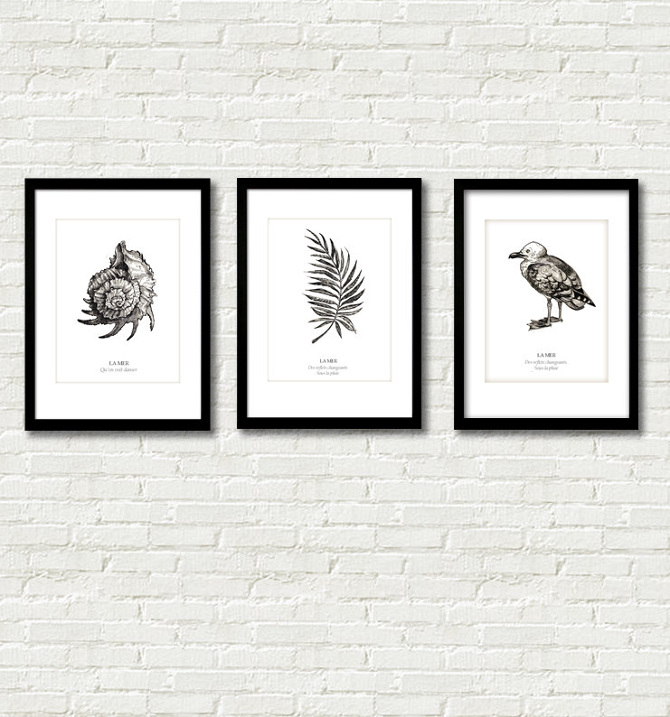 LA MER
Qu'on voit danser
LA MER
Des reflets changeants
Sous la pluie
LA MER
Des reflets changeants
Sous la pluie